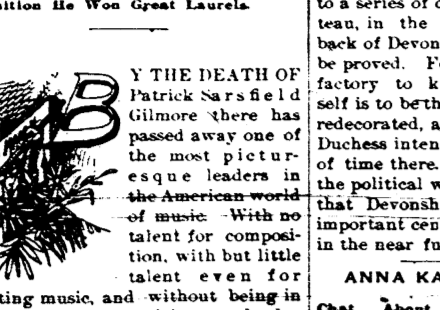 ition He Won Great Laurels.
BY THE DEATH OF
Patrick Sarsfield
Gilmore there has
passed away one of
the most pictur-
esque leaders in
the American world
of music. With no
talent for composi-
tion, with but little
talent even for
ting music, and without being in
to a series of
teau, in the
back of Devon
be proved. F
factory to k
self is to be th
redecorated, a
Duchess inten
of time there.
the political w
that Devonsh
important cen
in the near fu
ANNA KA
Chat About